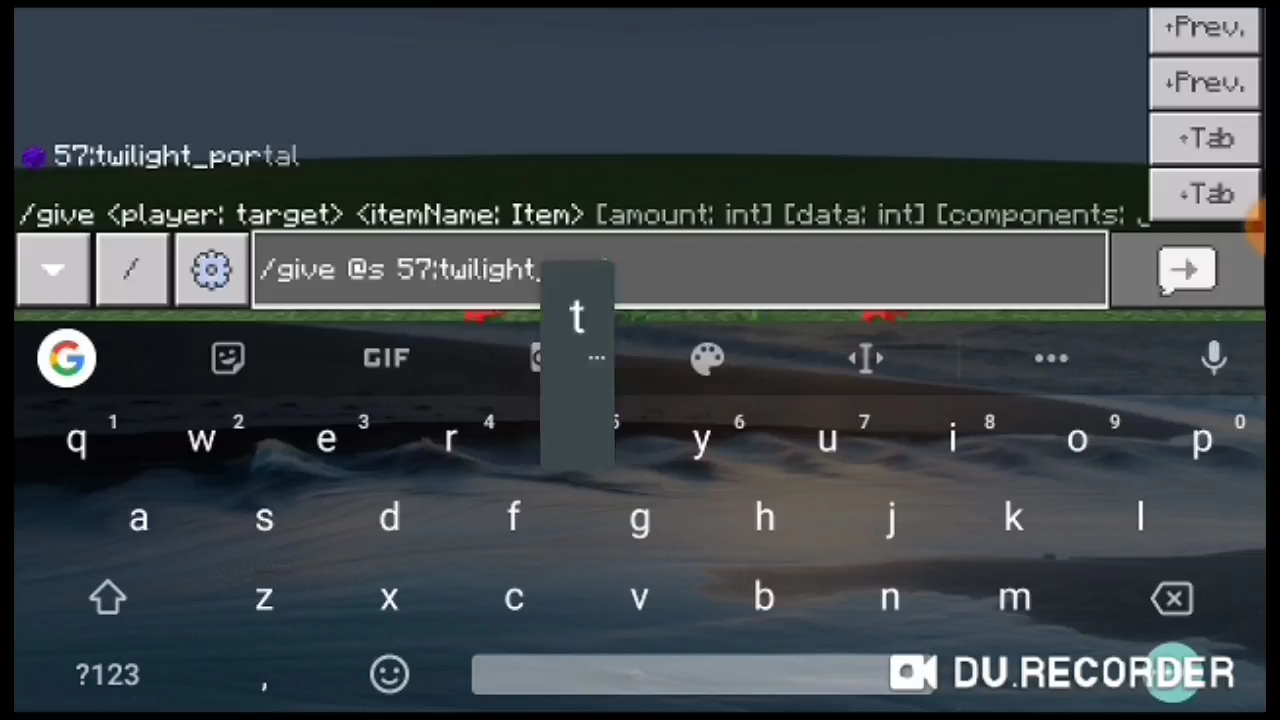 ↑Prev.
↓Prev.
↑Tab
↓Tab
57:twilight_portal
/give <player: target> <itemName: Item> [amount: int] [data: int] [components:
/
/give @s 57:twilight_
t
...
G
GIF
...
q 1 w 2 e 3 r 4 y 6 u 7 i 8 o 9 p 0
a s d f g h j k l
z x c v b n m
?123 ,
DU.RECORDER